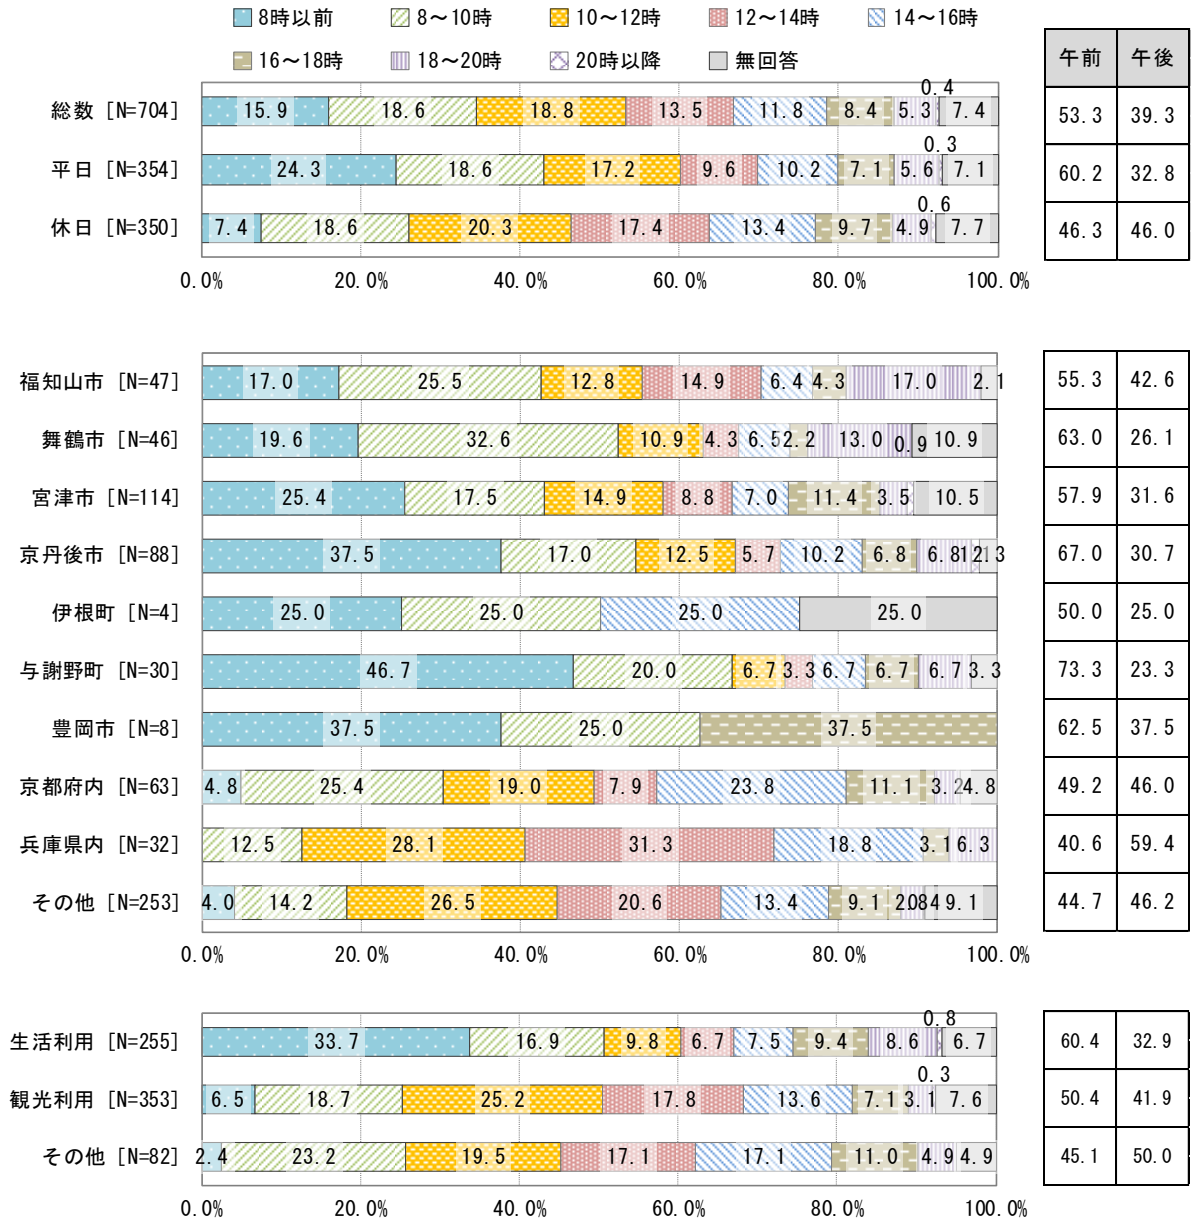 8時以前 8～10時 10～12時 12～14時 14～16時
16～18時 18～20時 20時以降 無回答
午前 午後
総数 [N=704] 15.9 18.6 18.8 13.5 11.8 8.4 5.3 0.4 7.4 53.3 39.3
平日 [N=354] 24.3 18.6 17.2 9.6 10.2 7.1 5.6 0.3 7.1 60.2 32.8
休日 [N=350] 7.4 18.6 20.3 17.4 13.4 9.7 4.9 0.6 7.7 46.3 46.0
0.0% 20.0% 40.0% 60.0% 80.0% 100.0%
福知山市 [N=47] 17.0 25.5 12.8 14.9 6.4 4.3 17.0 2.1 55.3 42.6
舞鶴市 [N=46] 19.6 32.6 10.9 4.3 6.5 2.2 13.0 0.9 10.9 63.0 26.1
宮津市 [N=114] 25.4 17.5 14.9 8.8 7.0 11.4 3.5 10.5 57.9 31.6
京丹後市 [N=88] 37.5 17.0 12.5 5.7 10.2 6.8 6.8 67.0 30.7
伊根町 [N=4] 25.0 25.0 25.0 25.0 50.0 25.0
与謝野町 [N=30] 46.7 20.0 6.7 3.3 6.7 6.7 6.7 3.3 73.3 23.3
豊岡市 [N=8] 37.5 25.0 37.5 62.5 37.5
京都府内 [N=63] 4.8 25.4 19.0 7.9 23.8 11.1 3.2 4.8 49.2 46.0
兵庫県内 [N=32] 12.5 28.1 31.3 18.8 3.1 6.3 40.6 59.4
その他 [N=253] 4.0 14.2 26.5 20.6 13.4 9.1 9.1 44.7 46.2
0.0% 20.0% 40.0% 60.0% 80.0% 100.0%
生活利用 [N=255] 33.7 16.9 9.8 6.7 7.5 9.4 8.6 0.8 6.7 60.4 32.9
観光利用 [N=353] 6.5 18.7 25.2 17.8 13.6 7.1 3.1 0.3 7.6 50.4 41.9
その他 [N=82] 2.4 23.2 19.5 17.1 17.1 11.0 4.9 4.9 45.1 50.0
0.0% 20.0% 40.0% 60.0% 80.0% 100.0%